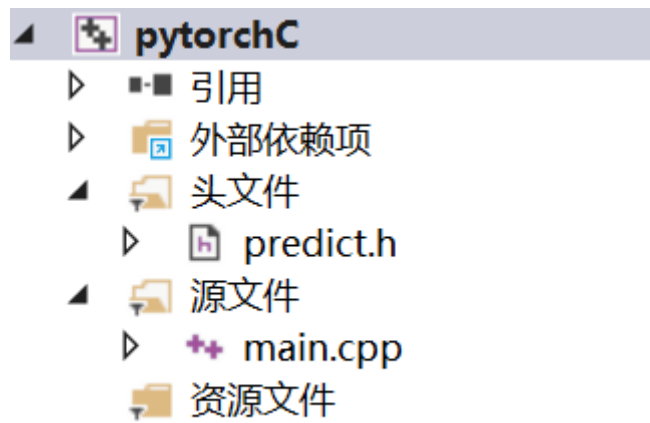 pytorchC
引用
外部依赖项
头文件
predict.h
源文件
main.cpp
资源文件